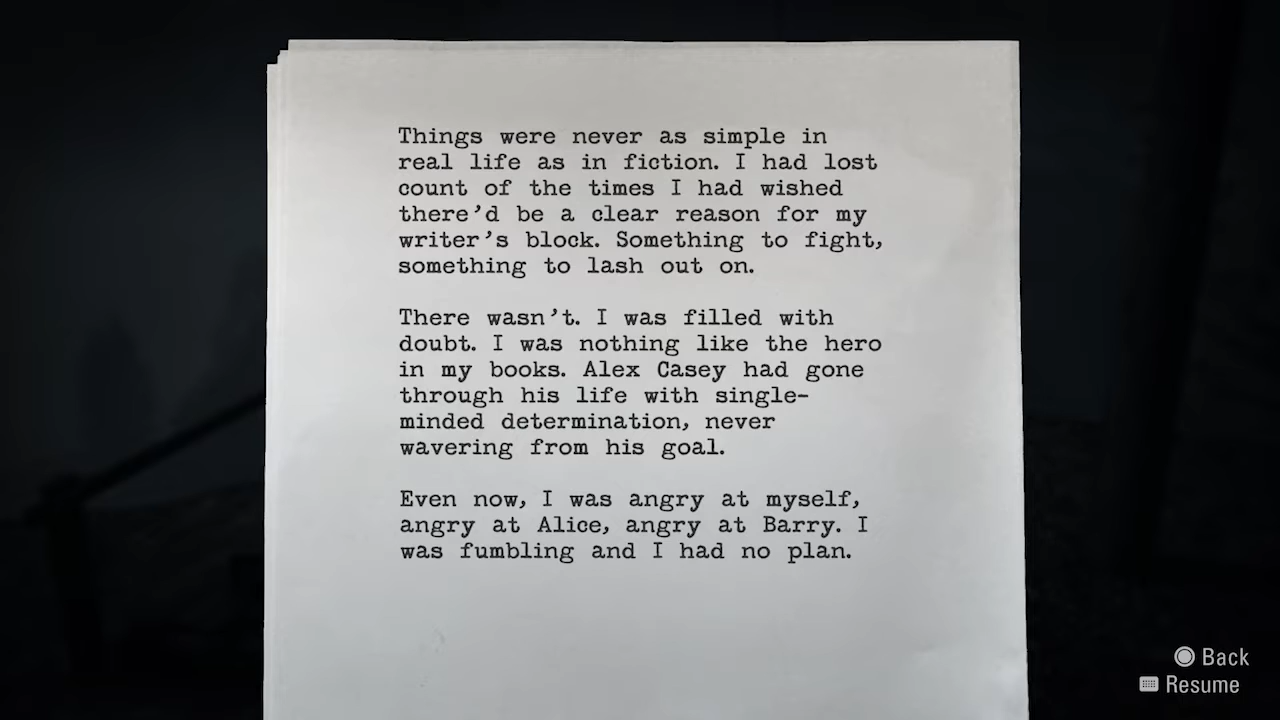 Things were never as simple in
real life as in fiction. I had lost
count of the times I had wished
there’d be a clear reason for my
writer’s block. Something to fight,
something to lash out on.
There wasn’t. I was filled with
doubt. I was nothing like the hero
in my books. Alex Casey had gone
through his life with single-
minded determination, never
wavering from his goal.
Even now, I was angry at myself,
angry at Alice, angry at Barry. I
was fumbling and I had no plan.
Back
Resume